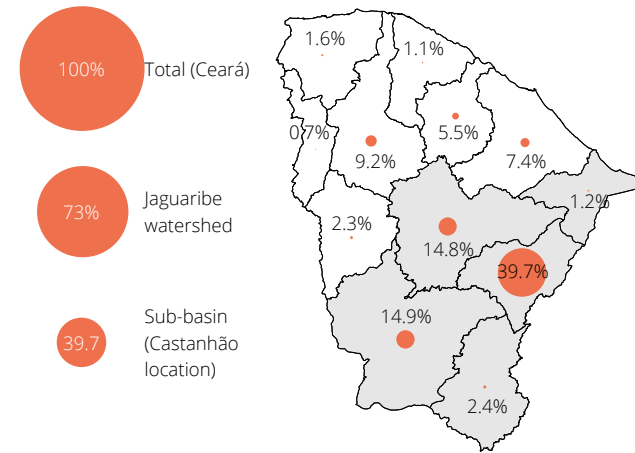 100%
Total (Ceará)
73%
Jaguaribe
watershed
39.7
Sub-basin
(Castanhão
location)
1.6%
1.1%
0.7%
9.2%
5.5%
7.4%
1.2%
2.3%
14.8%
39.7%
14.9%
2.4%